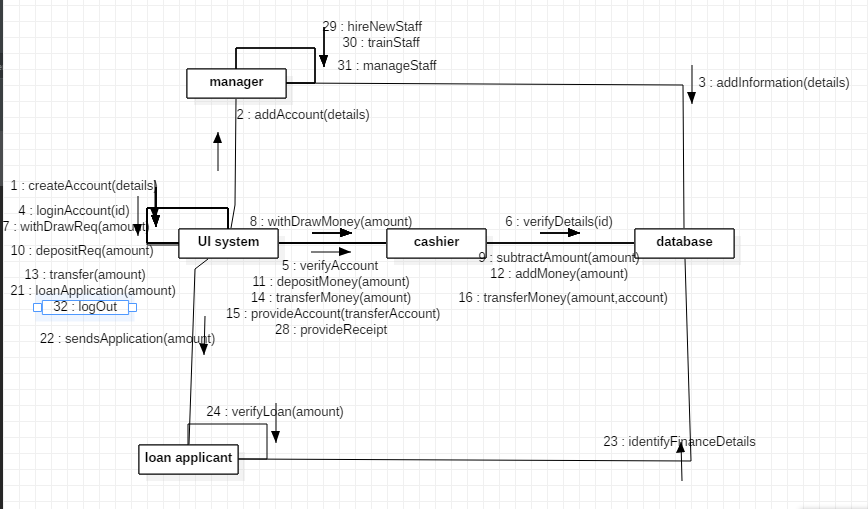 29 : hireNewStaff
30 : trainStaff
31 : manageStaff
manager
3 : addInformation(details)
2 : addAccount(details)
1 : createAccount(details)
4 : loginAccount(id)
7 : withDrawReq(amount)
10 : depositReq(amount)
13 : transfer(amount)
21 : loanApplication(amount)
32 : logOut
UI system
8 : withDrawMoney(amount)
cashier
6 : verifyDetails(id)
database
5 : verifyAccount
11 : depositMoney(amount)
14 : transferMoney(amount)
15 : provideAccount(transferAccount)
28 : provideReceipt
9 : subtractAmount(amount)
12 : addMoney(amount)
16 : transferMoney(amount,account)
22 : sendsApplication(amount)
24 : verifyLoan(amount)
loan applicant
23 : identifyFinanceDetails